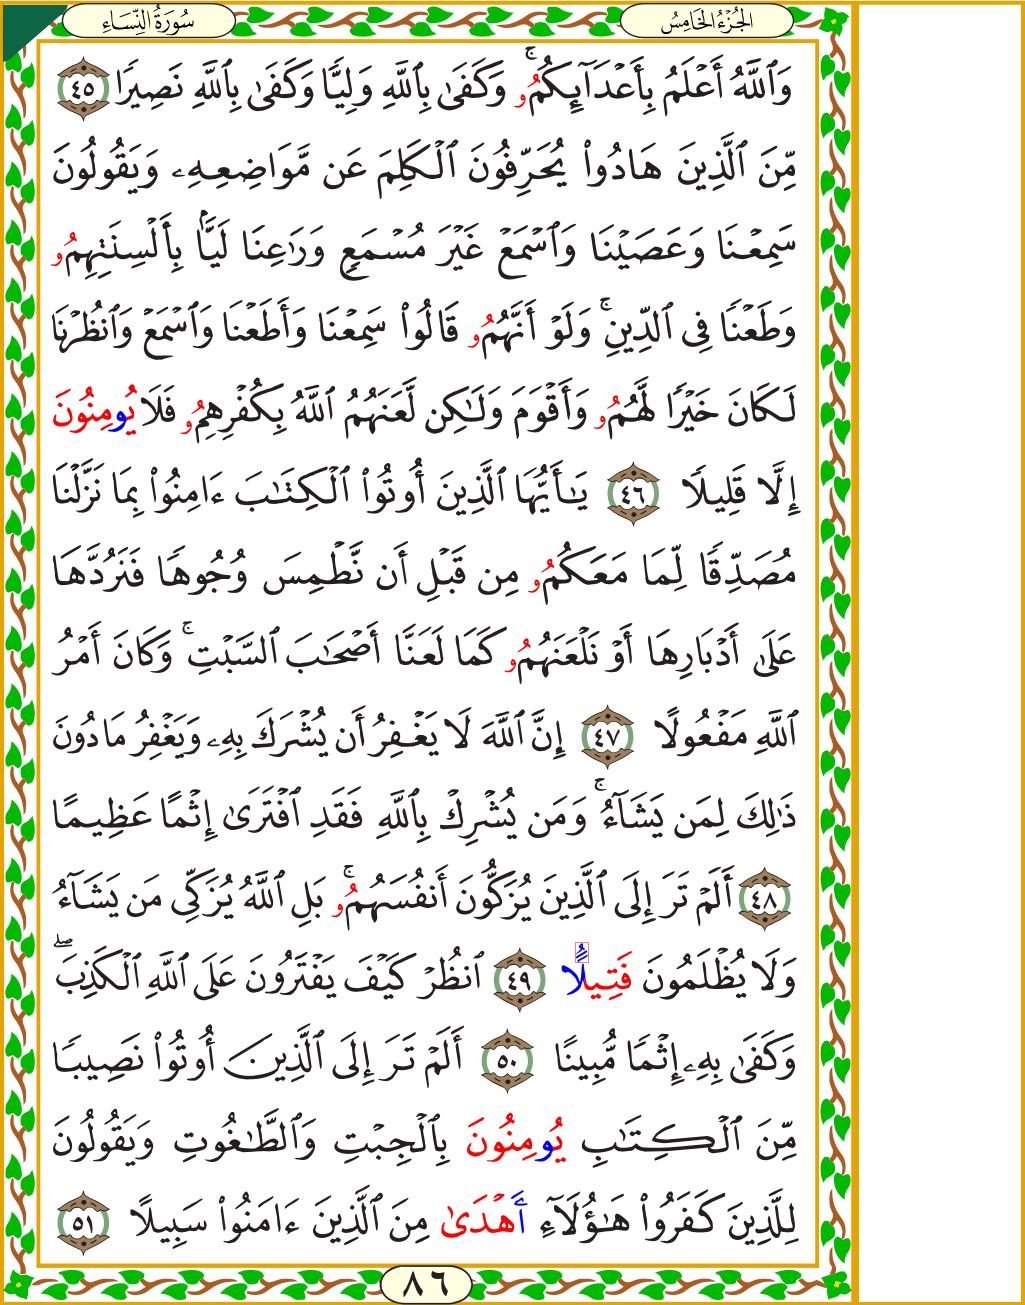 سُورَةُ النِّسَاءِ
الجُزْءُ الخَامِسُ
وَٱللَّهُ أَعْلَمُ بِأَعْدَآئِكُمُۥ ۚ وَكَفَىٰ بِٱللَّهِ وَلِيًّا وَكَفَىٰ بِٱللَّهِ نَصِيرًا ٤٥
مِّنَ ٱلَّذِينَ هَادُوا۟ يُحَرِّفُونَ ٱلْكَلِمَ عَن مَّوَاضِعِهِۦ وَيَقُولُونَ
سَمِعْنَا وَعَصَيْنَا وَٱسْمَعْ غَيْرَ مُسْمَعٍ وَرَٰعِنَا لَيًّۢا بِأَلْسِنَتِهِمُۥ
وَطَعْنًا فِى ٱلدِّينِ ۚ وَلَوْ أَنَّهُمُۥ قَالُوا۟ سَمِعْنَا وَأَطَعْنَا وَٱسْمَعْ وَٱنظُرْنَا
لَكَانَ خَيْرًا لَّهُمُۥ وَأَقْوَمَ وَلَٰكِن لَّعَنَهُمُ ٱللَّهُ بِكُفْرِهِمُۥ فَلَا يُومِنُونَ
إِلَّا قَلِيلًا ٤٦ يَٰٓأَيُّهَا ٱلَّذِينَ أُوتُوا۟ ٱلْكِتَٰبَ ءَامِنُوا۟ بِمَا نَزَّلْنَا
مُصَدِّقًا لِّمَا مَعَكُمُۥ مِن قَبْلِ أَن نَّطْمِسَ وُجُوهًا فَنَرُدَّهَا
عَلَىٰٓ أَدْبَارِهَا أَوْ نَلْعَنَهُمُۥ كَمَا لَعَنَّا أَصْحَٰبَ ٱلسَّبْتِ ۚ وَكَانَ أَمْرُ
ٱللَّهِ مَفْعُولًا ٤٧ إِنَّ ٱللَّهَ لَا يَغْفِرُ أَن يُشْرَكَ بِهِۦ وَيَغْفِرُ مَا دُونَ
ذَٰلِكَ لِمَن يَشَآءُ ۚ وَمَن يُشْرِكْ بِٱللَّهِ فَقَدِ ٱفْتَرَىٰٓ إِثْمًا عَظِيمًا
٤٨ أَلَمْ تَرَ إِلَى ٱلَّذِينَ يُزَكُّونَ أَنفُسَهُمُۥ ۚ بَلِ ٱللَّهُ يُزَكِّى مَن يَشَآءُ
وَلَا يُظْلَمُونَ فَتِيلًا ٤٩ ٱنظُرْ كَيْفَ يَفْتَرُونَ عَلَى ٱللَّهِ ٱلْكَذِبَ ۖ
وَكَفَىٰ بِهِۦ إِثْمًا مُّبِينًا ٥٠ أَلَمْ تَرَ إِلَى ٱلَّذِينَ أُوتُوا۟ نَصِيبًا
مِّنَ ٱلْكِتَٰبِ يُومِنُونَ بِٱلْجِبْتِ وَٱلطَّٰغُوتِ وَيَقُولُونَ
لِلَّذِينَ كَفَرُوا۟ هَٰٓؤُلَآءِ أَهْدَىٰ مِنَ ٱلَّذِينَ ءَامَنُوا۟ سَبِيلًا ٥١
٨٦